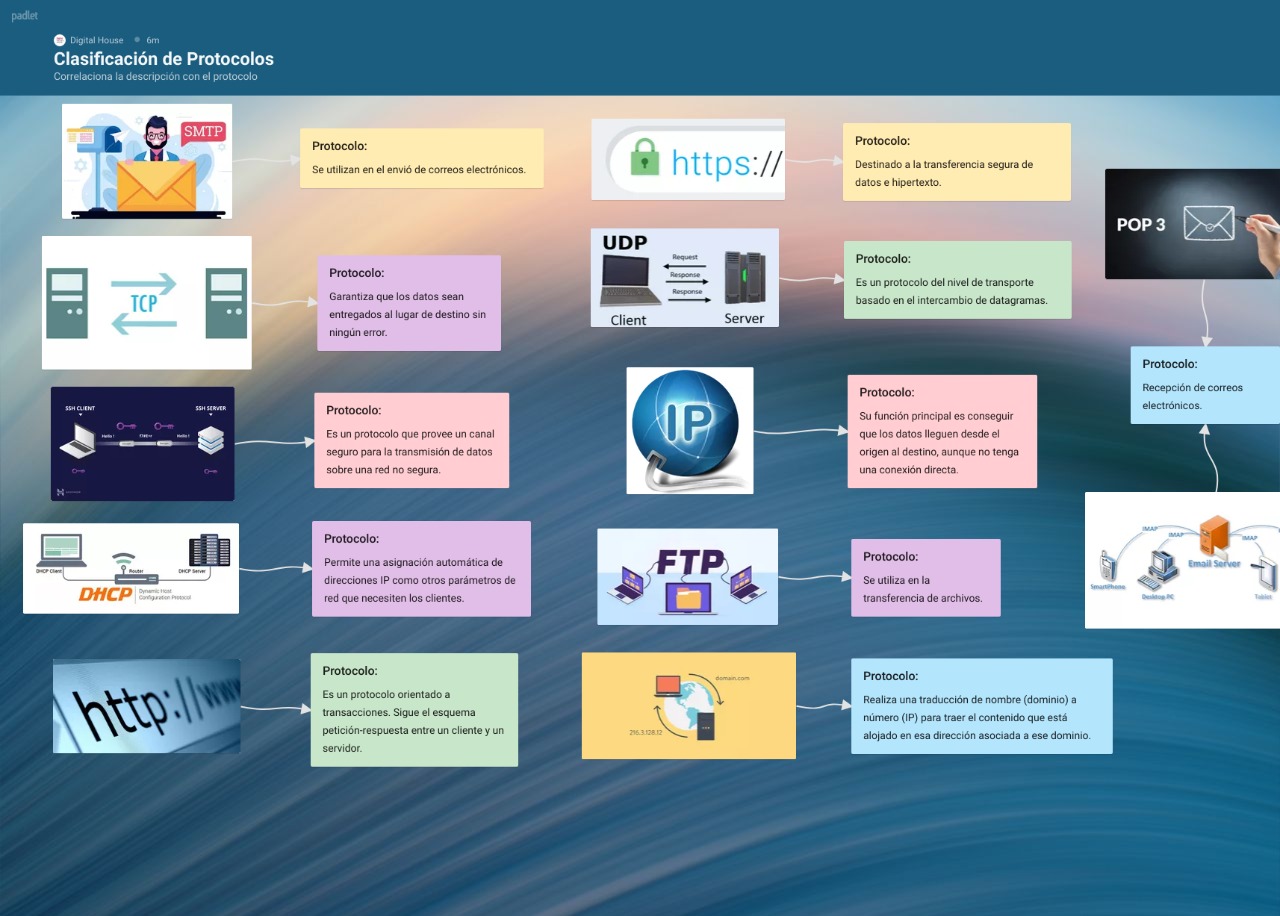 padlet
Digital House
6m
Clasificación de Protocolos
Correlaciona la descripción con el protocolo
SMTP
Protocolo:
Se utilizan en el envió de correos electrónicos.
https://
Protocolo:
Destinado a la transferencia segura de
datos e hipertexto.
POP 3
TCP
Protocolo:
Garantiza que los datos sean
entregados al lugar de destino sin
ningún error.
UDP
Request
Response
Response
Client
Server
Protocolo:
Es un protocolo del nivel de transporte
basado en el intercambio de datagramas.
Protocolo:
Recepción de correos
electrónicos.
SSH CLIENT
SSH SERVER
Protocolo:
Es un protocolo que provee un canal
seguro para la transmisión de datos
sobre una red no segura.
IP
Protocolo:
Su función principal es conseguir
que los datos lleguen desde el
origen al destino, aunque no tenga
una conexión directa.
DHCP Client
Router
DHCP Server
DHCP
Dynamic Host
Configuration Protocol
Protocolo:
Permite una asignación automática de
direcciones IP como otros parámetros de
red que necesiten los clientes.
FTP
Protocolo:
Se utiliza en la
transferencia de archivos.
IMAP
IMAP
IMAP
Email Server
SmartPhone
Desktop PC
Tablet
http://www
Protocolo:
Es un protocolo orientado a
transacciones. Sigue el esquema
petición-respuesta entre un cliente y un
servidor.
domain.com
216.3.128.12
Protocolo:
Realiza una traducción de nombre (dominio) a
número (IP) para traer el contenido que está
alojado en esa dirección asociada a ese dominio.